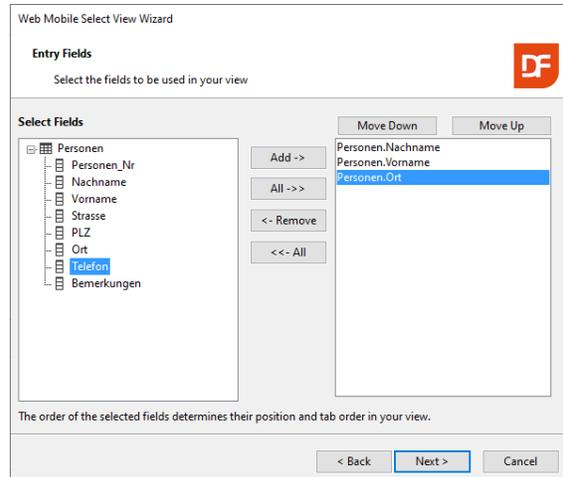 Web Mobile Select View Wizard
Entry Fields
Select the fields to be used in your view
DF
Select Fields
Move Down
Move Up
Personen
Personen_Nr
Nachname
Vorname
Strasse
PLZ
Ort
Telefon
Bemerkungen
Add ->
All ->>
<- Remove
<<- All
Personen.Nachname
Personen.Vorname
Personen.Ort
The order of the selected fields determines their position and tab order in your view.
< Back
Next >
Cancel